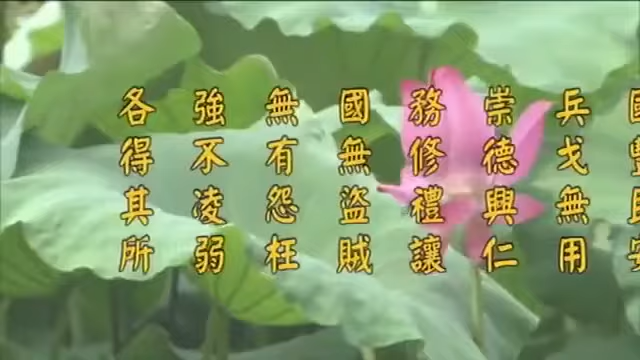 兵戈無用
崇德興仁
務修禮讓
國無盜賊
無有怨枉
強不凌弱
各得其所